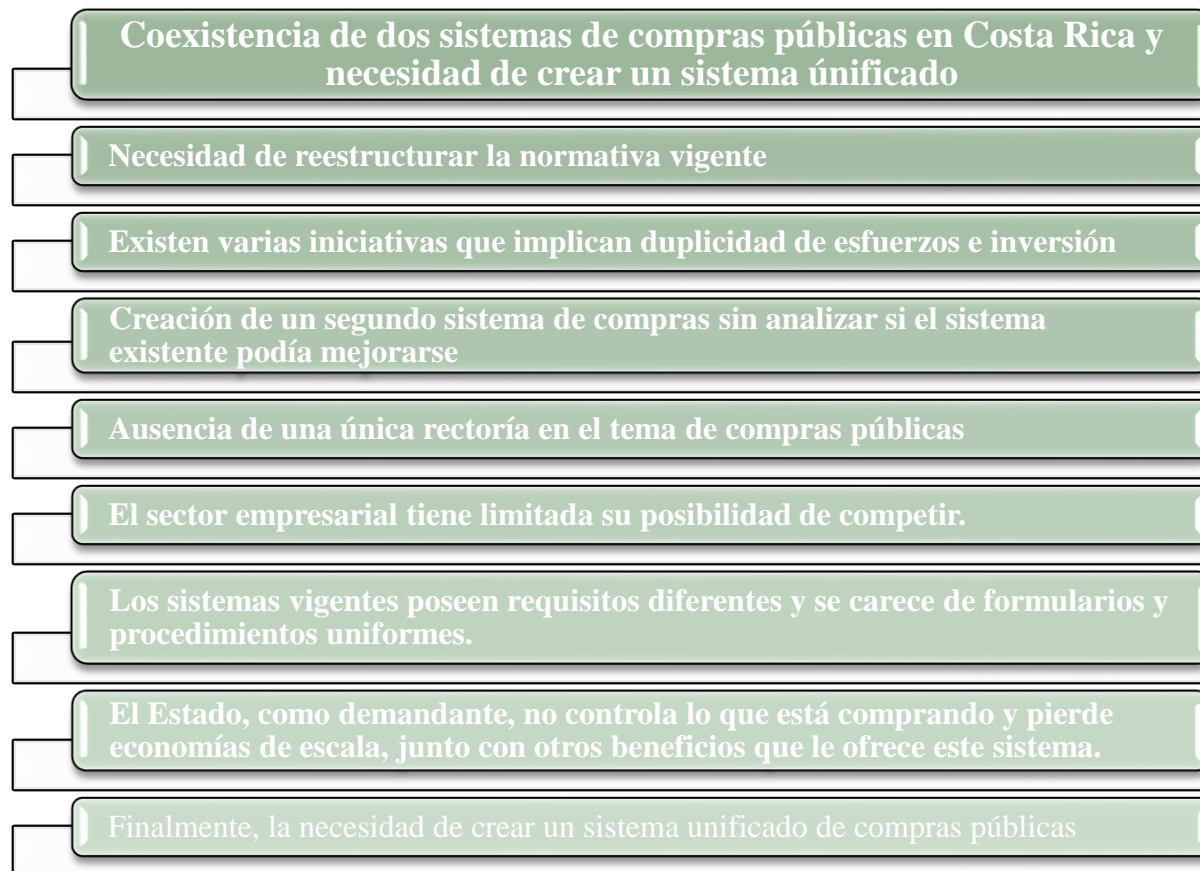 Coexistencia de dos sistemas de compras públicas en Costa Rica y
necesidad de crear un sistema únificado
Necesidad de reestructurar la normativa vigente
Existen varias iniciativas que implican duplicidad de esfuerzos e inversión
Creación de un segundo sistema de compras sin analizar si el sistema
existente podía mejorarse
Ausencia de una única rectoría en el tema de compras públicas
El sector empresarial tiene limitada su posibilidad de competir.
Los sistemas vigentes poseen requisitos diferentes y se carece de formularios y
procedimientos uniformes.
El Estado, como demandante, no controla lo que está comprando y pierde
economías de escala, junto con otros beneficios que le ofrece este sistema.
Finalmente, la necesidad de crear un sistema unificado de compras públicas